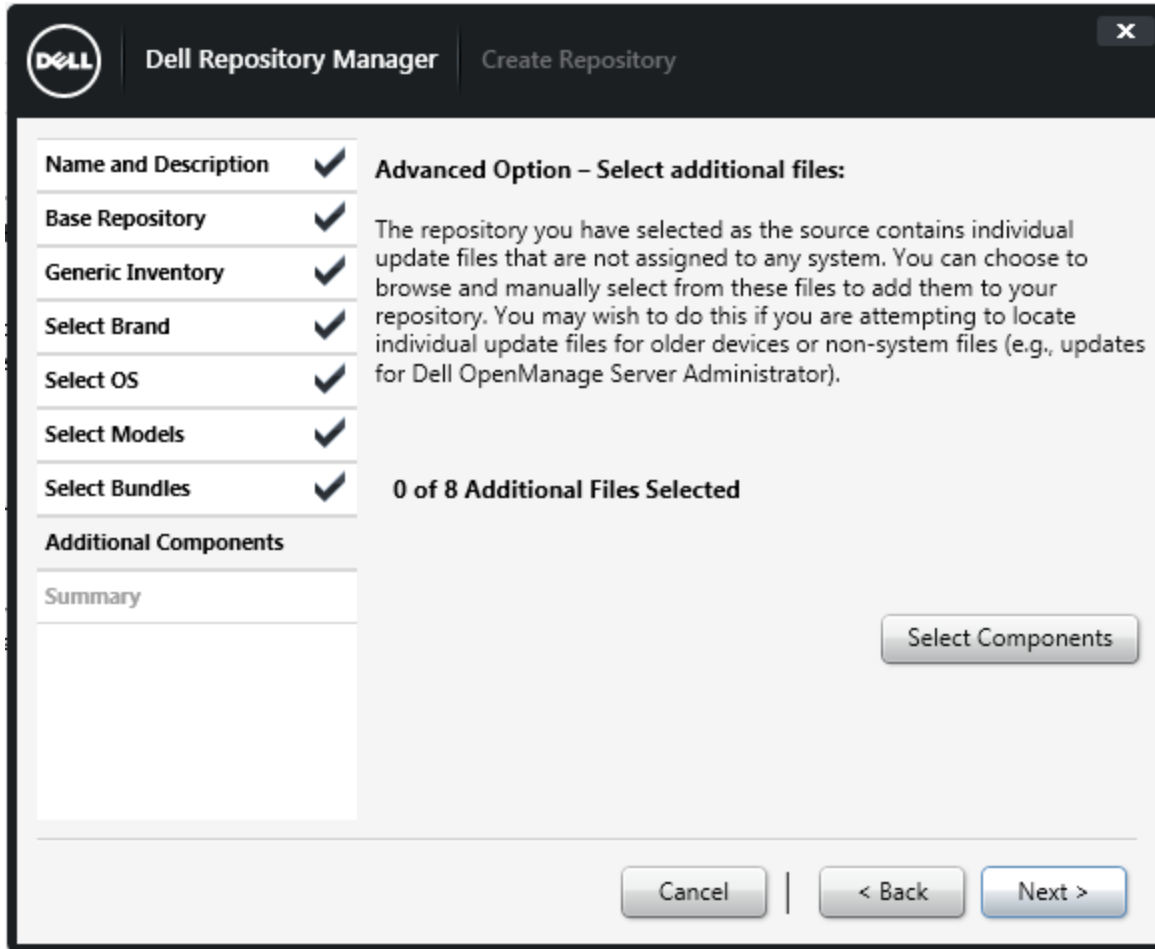 DELL
Dell Repository Manager
Create Repository
x
Name and Description
Base Repository
Generic Inventory
Select Brand
Select OS
Select Models
Select Bundles
Additional Components
Summary
Advanced Option – Select additional files:
The repository you have selected as the source contains individual
update files that are not assigned to any system. You can choose to
browse and manually select from these files to add them to your
repository. You may wish to do this if you are attempting to locate
individual update files for older devices or non-system files (e.g., updates
for Dell OpenManage Server Administrator).
0 of 8 Additional Files Selected
Select Components
Cancel
< Back
Next >